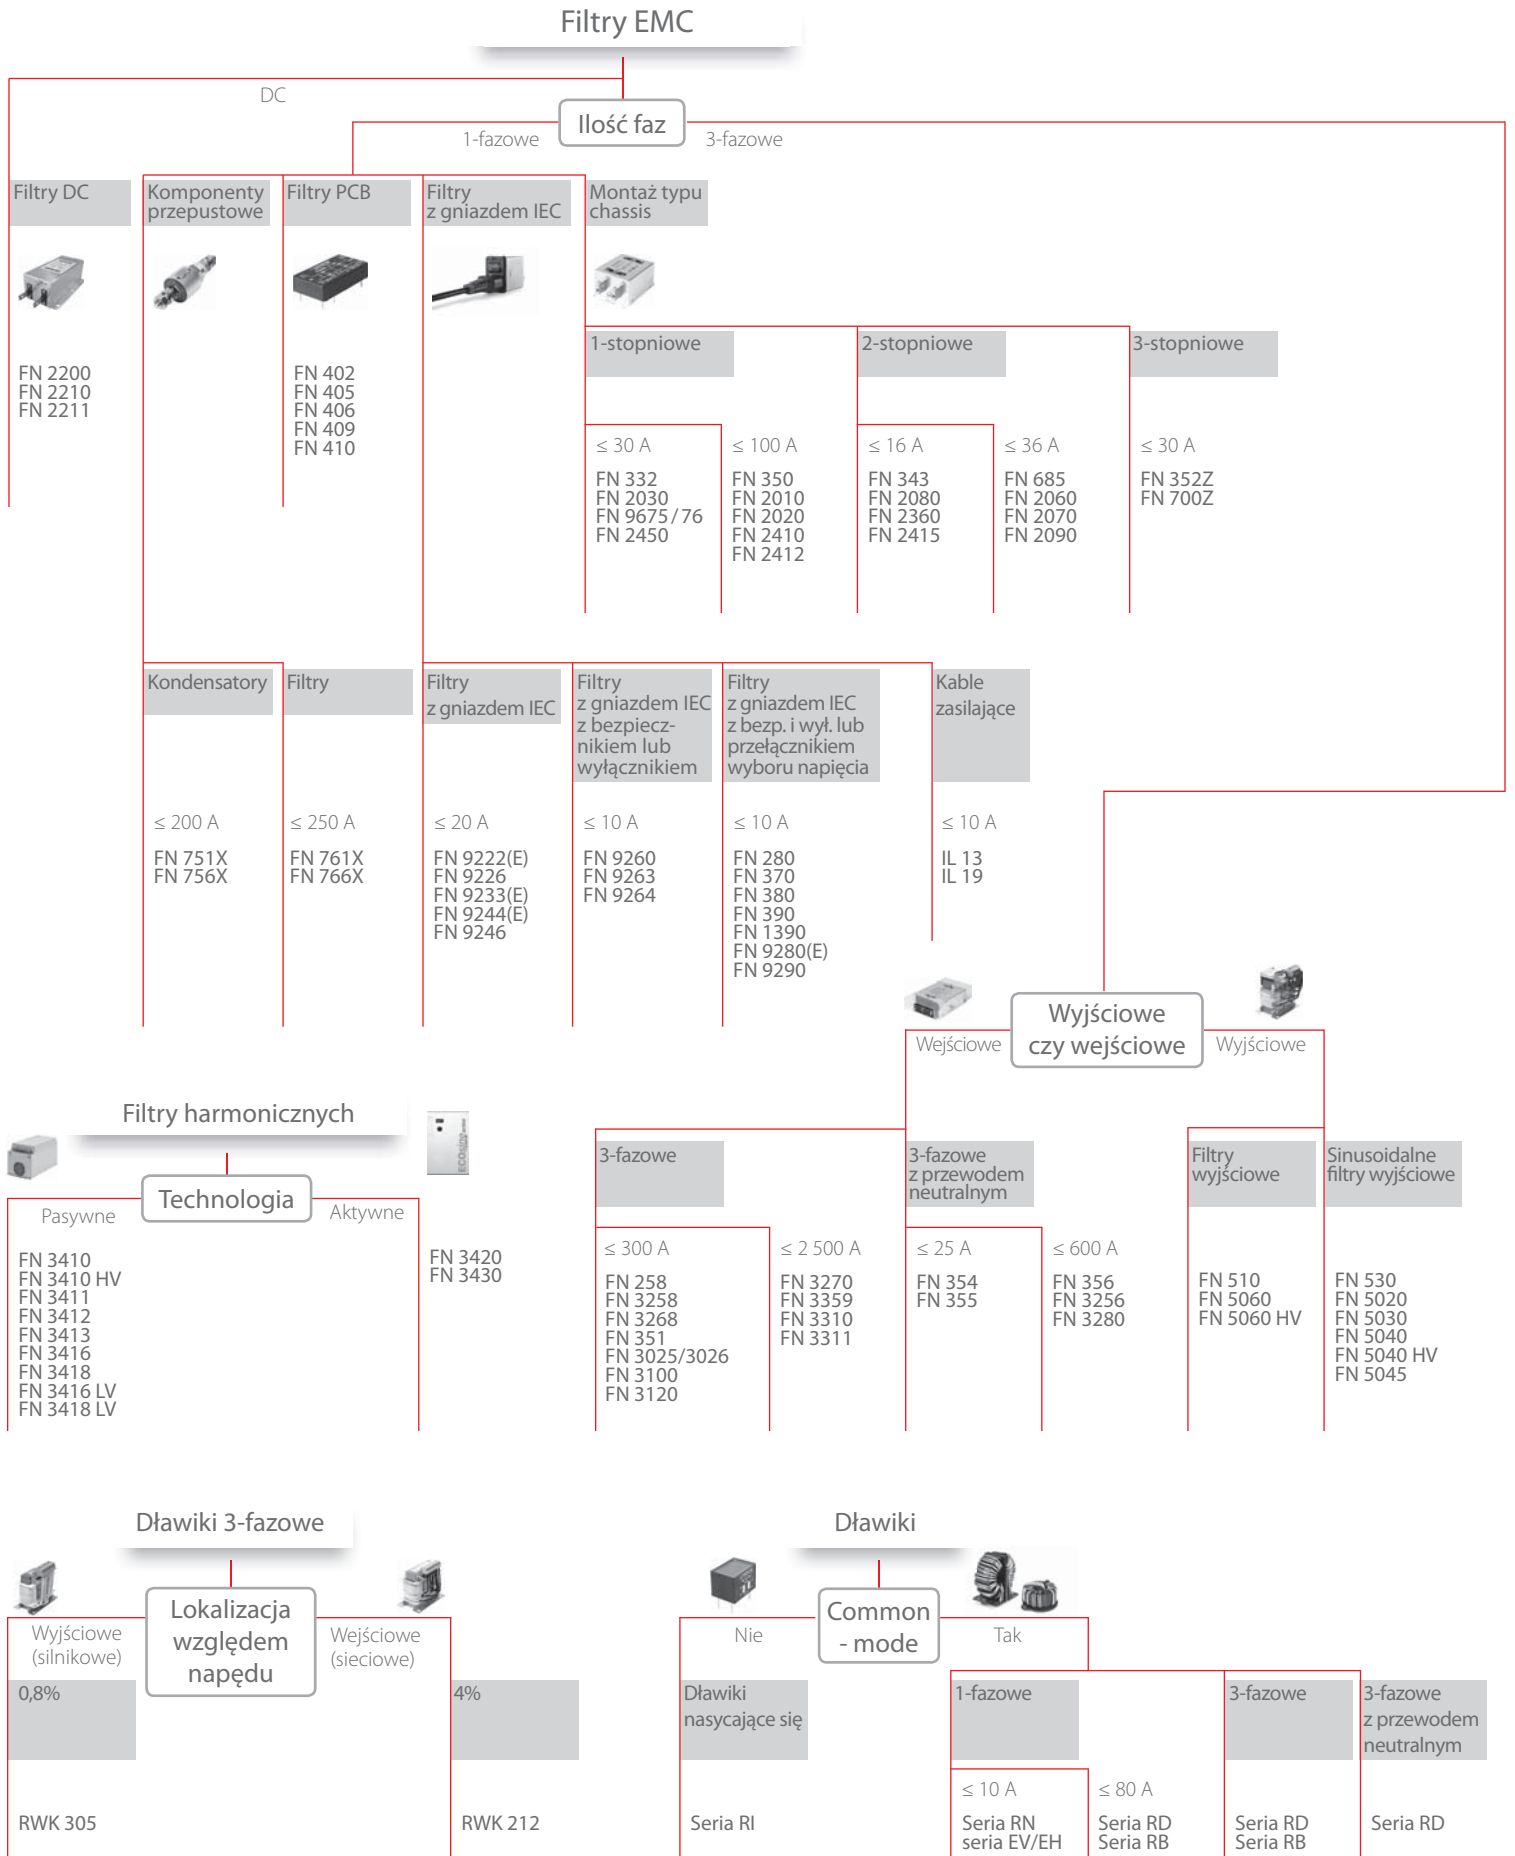 Filtry EMC
DC
Ilość faz
1-fazowe
3-fazowe
Filtry DC
Komponenty
przepustowe
Filtry PCB
Filtry
z gniazdem IEC
Montaż typu
chassis
FN 2200
FN 2210
FN 2211
FN 402
FN 405
FN 406
FN 409
FN 410
1-stopniowe
2-stopniowe
3-stopniowe
≤ 30 A
FN 332
FN 2030
FN 9675 / 76
FN 2450
≤ 100 A
FN 350
FN 2010
FN 2020
FN 2410
FN 2412
≤ 16 A
FN 343
FN 2080
FN 2360
FN 2415
≤ 36 A
FN 685
FN 2060
FN 2070
FN 2090
≤ 30 A
FN 352Z
FN 700Z
Kondensatory
≤ 200 A
FN 751X
FN 756X
Filtry
≤ 250 A
FN 761X
FN 766X
Filtry
z gniazdem IEC
≤ 20 A
FN 9222(E)
FN 9226
FN 9233(E)
FN 9244(E)
FN 9246
Filtry
z gniazdem IEC
z bezpiecz-
nikiem lub
wyłącznikiem
≤ 10 A
FN 9260
FN 9263
FN 9264
Filtry
z gniazdem IEC
z bezp. i wył. lub
przełącznikiem
wyboru napięcia
≤ 10 A
FN 280
FN 370
FN 380
FN 390
FN 1390
FN 9280(E)
FN 9290
Kable
zasilające
≤ 10 A
IL 13
IL 19
Wyjściowe
czy wejściowe
Wejściowe
Wyjściowe
3-fazowe
≤ 300 A
FN 258
FN 3258
FN 3268
FN 351
FN 3025/3026
FN 3100
FN 3120
≤ 2 500 A
FN 3270
FN 3359
FN 3310
FN 3311
3-fazowe
z przewodem
neutralnym
≤ 25 A
FN 354
FN 355
≤ 600 A
FN 356
FN 3256
FN 3280
Filtry
wyjściowe
FN 510
FN 5060
FN 5060 HV
Sinusoidalne
filtry wyjściowe
FN 530
FN 5020
FN 5030
FN 5040
FN 5040 HV
FN 5045
Filtry harmonicznych
Technologia
Pasywne
Aktywne
ECOsine
FN 3410
FN 3410 HV
FN 3411
FN 3412
FN 3413
FN 3416
FN 3418
FN 3416 LV
FN 3418 LV
FN 3420
FN 3430
Dławiki 3-fazowe
Lokalizacja
względem
napędu
Wyjściowe
(silnikowe)
Wejściowe
(sieciowe)
0,8%
RWK 305
4%
RWK 212
Dławiki
Common
- mode
Nie
Tak
Dławiki
nasycające się
Seria RI
1-fazowe
≤ 10 A
Seria RN
seria EV/EH
≤ 80 A
Seria RD
Seria RB
3-fazowe
Seria RD
Seria RB
3-fazowe
z przewodem
neutralnym
Seria RD